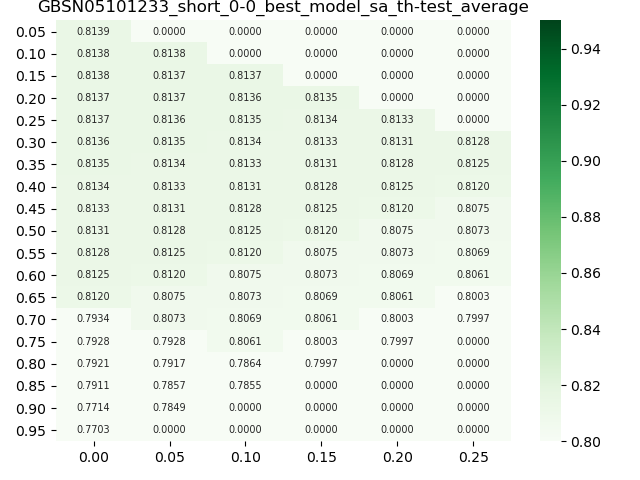 GBSN05101233_short_0-0_best_model_sa_th-test_average
0.05 0.8139 0.0000 0.0000 0.0000 0.0000 0.0000
0.10 0.8138 0.8138 0.0000 0.0000 0.0000 0.0000
0.15 0.8138 0.8137 0.8137 0.0000 0.0000 0.0000
0.20 0.8137 0.8137 0.8136 0.8135 0.0000 0.0000
0.25 0.8137 0.8136 0.8135 0.8134 0.8133 0.0000
0.30 0.8136 0.8135 0.8134 0.8133 0.8131 0.8128
0.35 0.8135 0.8134 0.8133 0.8131 0.8128 0.8125
0.40 0.8134 0.8133 0.8131 0.8128 0.8125 0.8120
0.45 0.8133 0.8131 0.8128 0.8125 0.8120 0.8075
0.50 0.8131 0.8128 0.8125 0.8120 0.8075 0.8073
0.55 0.8128 0.8125 0.8120 0.8075 0.8073 0.8069
0.60 0.8125 0.8120 0.8075 0.8073 0.8069 0.8061
0.65 0.8120 0.8075 0.8073 0.8069 0.8061 0.8003
0.70 0.7934 0.8073 0.8069 0.8061 0.8003 0.7997
0.75 0.7928 0.7928 0.8061 0.8003 0.7997 0.0000
0.80 0.7921 0.7917 0.7864 0.7997 0.0000 0.0000
0.85 0.7911 0.7857 0.7855 0.0000 0.0000 0.0000
0.90 0.7714 0.7849 0.0000 0.0000 0.0000 0.0000
0.95 0.7703 0.0000 0.0000 0.0000 0.0000 0.0000
0.00 0.05 0.10 0.15 0.20 0.25
0.94
0.92
0.90
0.88
0.86
0.84
0.82
0.80